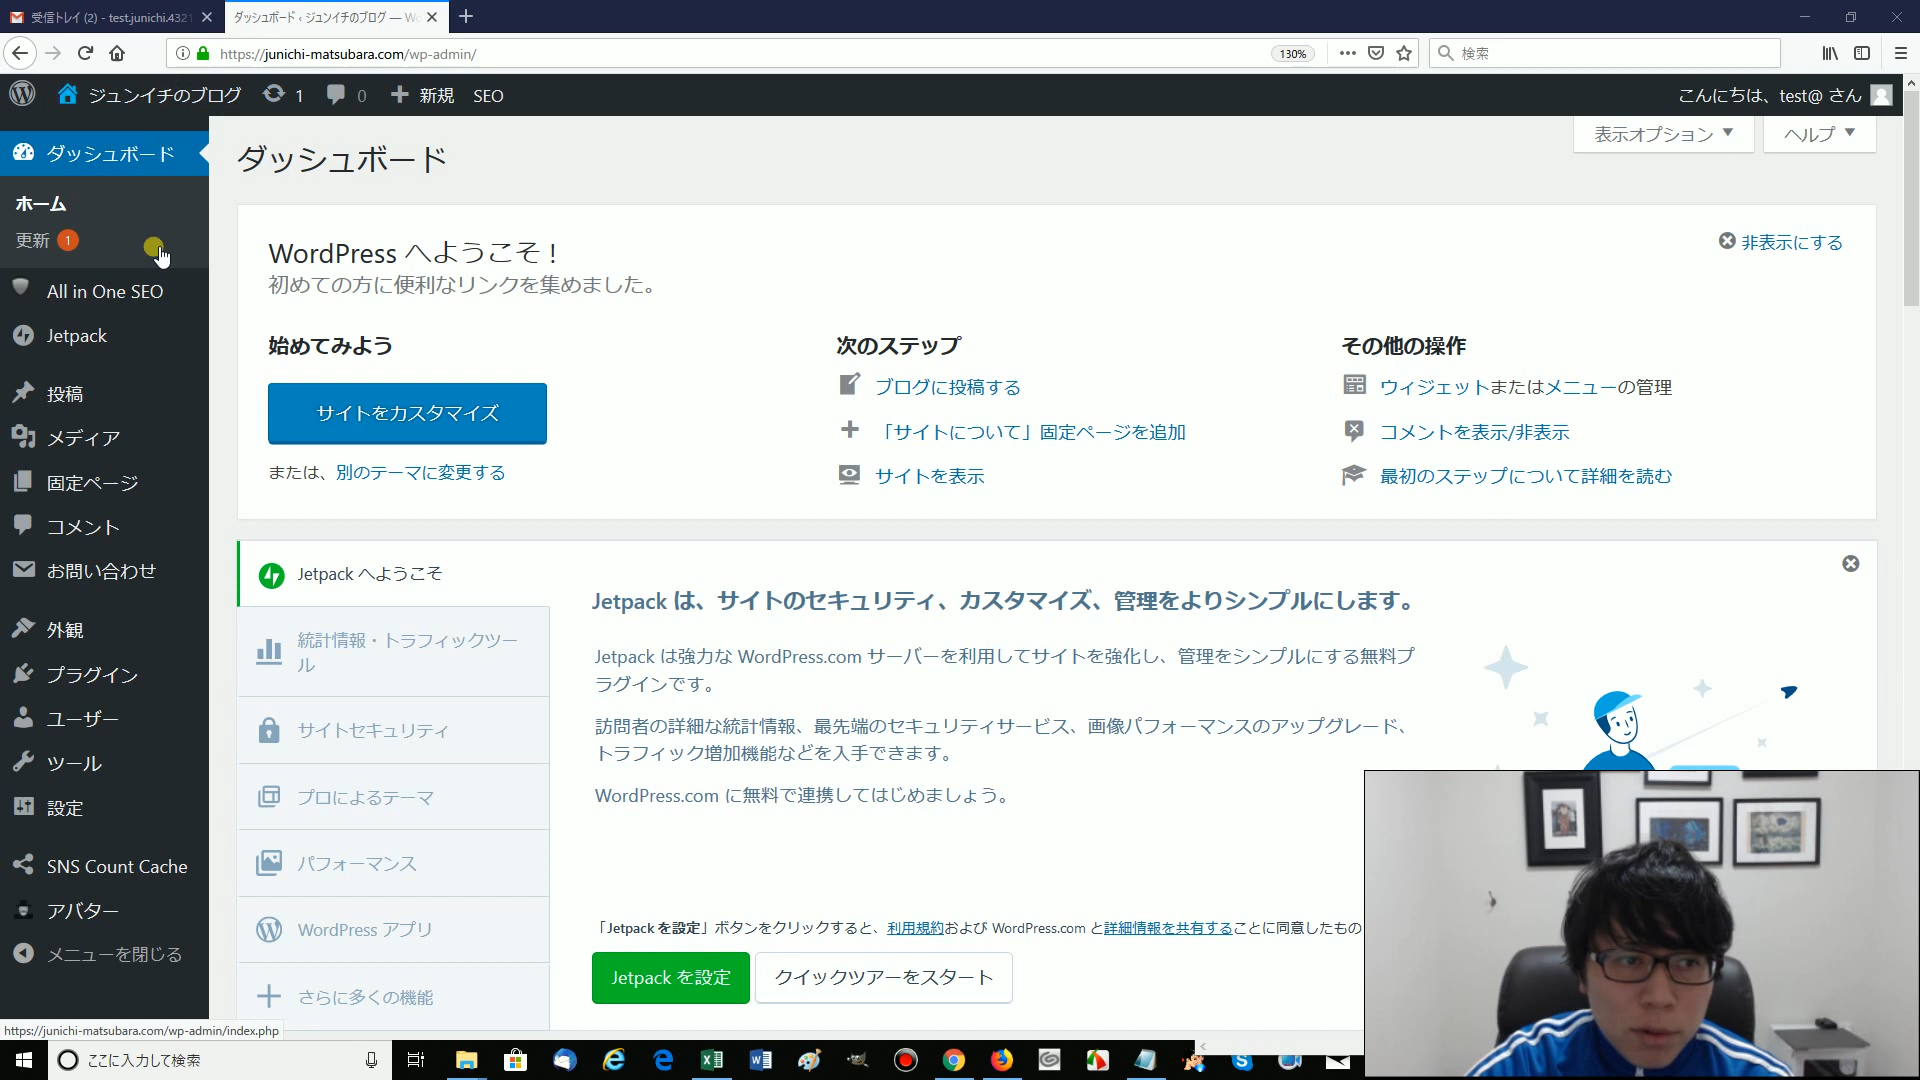 受信トレイ (2) - test.junichi.4321
ダッシュボード ‹ ジュンイチのブログ — W
https://junichi-matsubara.com/wp-admin/
130%
検索
ジュンイチのブログ
1
0
新規
SEO
こんにちは、test@ さん
ダッシュボード
ホーム
更新 1
All in One SEO
Jetpack
投稿
メディア
固定ページ
コメント
お問い合わせ
外観
プラグイン
ユーザー
ツール
設定
SNS Count Cache
アバター
メニューを閉じる
ダッシュボード
表示オプション
ヘルプ
WordPress へようこそ !
初めての方に便利なリンクを集めました。
非表示にする
始めてみよう
サイトをカスタマイズ
または、別のテーマに変更する
次のステップ
ブログに投稿する
「サイトについて」固定ページを追加
サイトを表示
その他の操作
ウィジェットまたはメニューの管理
コメントを表示/非表示
最初のステップについて詳細を読む
Jetpack へようこそ
統計情報・トラフィックツー
ル
サイトセキュリティ
プロによるテーマ
パフォーマンス
WordPress アプリ
さらに多くの機能
Jetpack は、サイトのセキュリティ、カスタマイズ、管理をよりシンプルにします。
Jetpack は強力な WordPress.com サーバーを利用してサイトを強化し、管理をシンプルにする無料プ
ラグインです。
訪問者の詳細な統計情報、最先端のセキュリティサービス、画像パフォーマンスのアップグレード、
トラフィック増加機能などを入手できます。
WordPress.com に無料で連携してはじめましょう。
「Jetpack を設定」ボタンをクリックすると、利用規約および WordPress.com と詳細情報を共有することに同意したもの
Jetpack を設定
クイックツアーをスタート
https://junichi-matsubara.com/wp-admin/index.php
ここに入力して検索